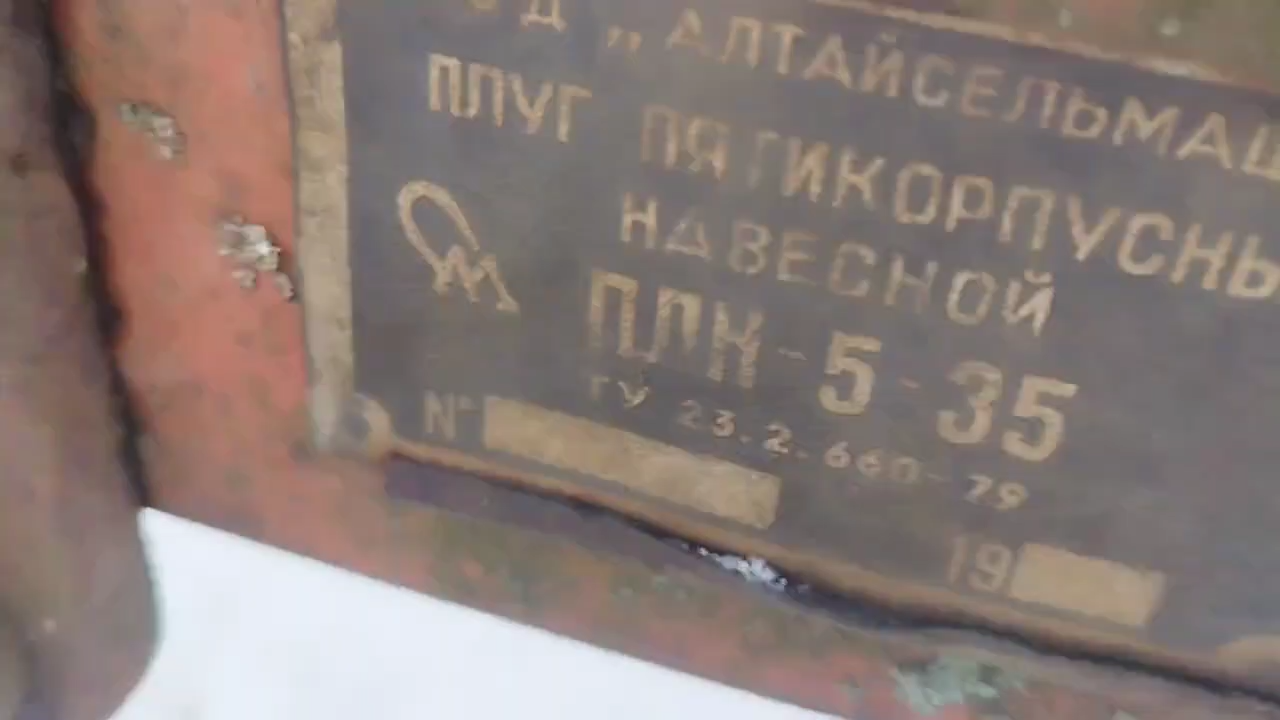 „АЛТАЙСЕЛЬМАШ
ПЛУГ ПЯТИКОРПУСНЫ
НАВЕСНОЙ
ПЛН-5-35
ТУ 23.2.660-79
№
19